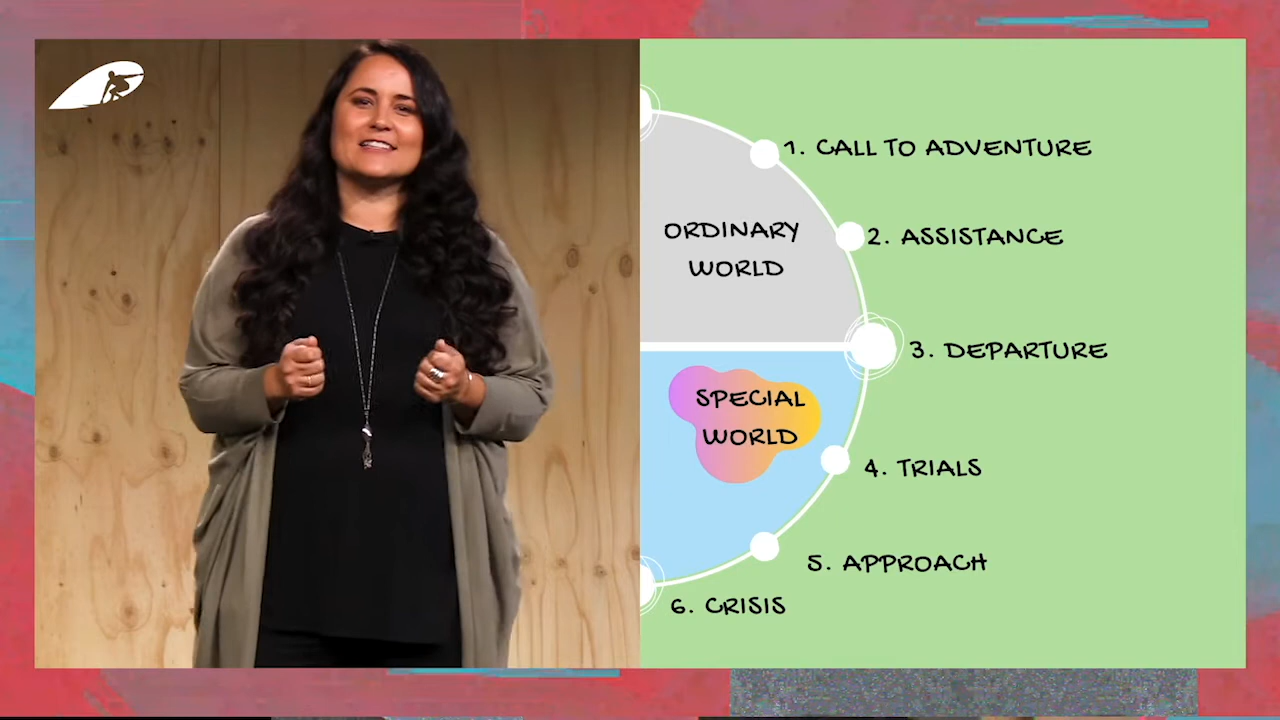 1. CALL TO ADVENTURE
2. ASSISTANCE
ORDINARY
WORLD
3. DEPARTURE
SPECIAL
WORLD
4. TRIALS
5. APPROACH
6. CRISIS